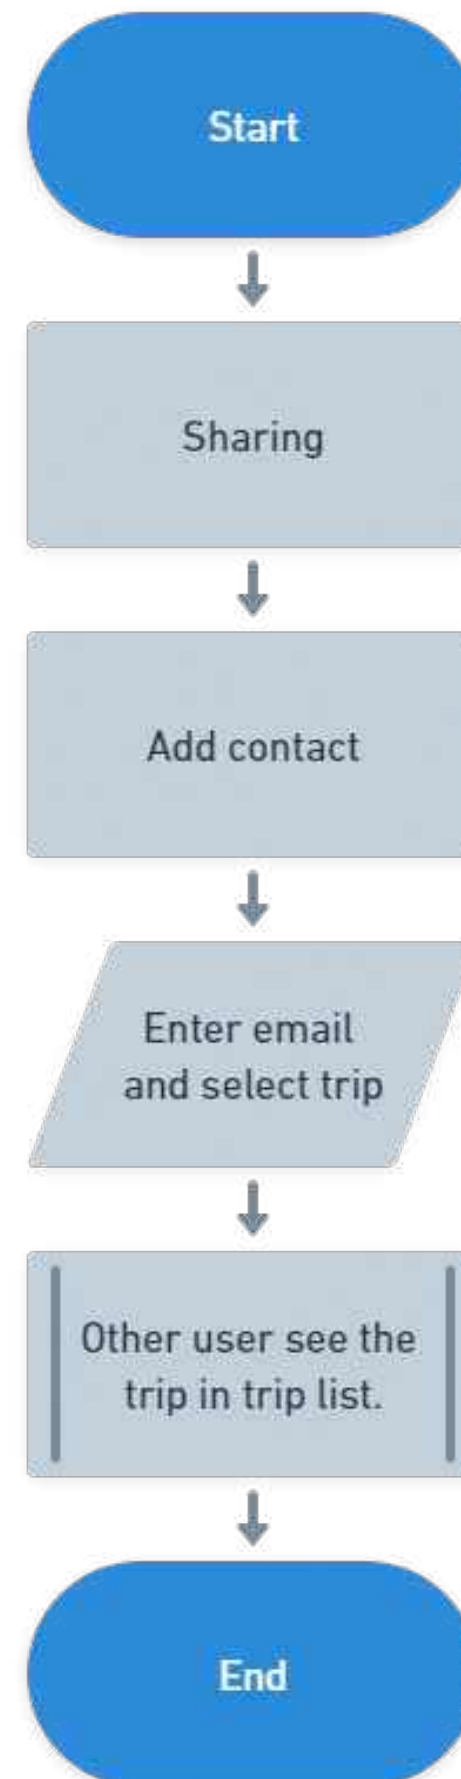 Start
Sharing
Add contact
Enter email
and select trip
Other user see the
trip in trip list.
End